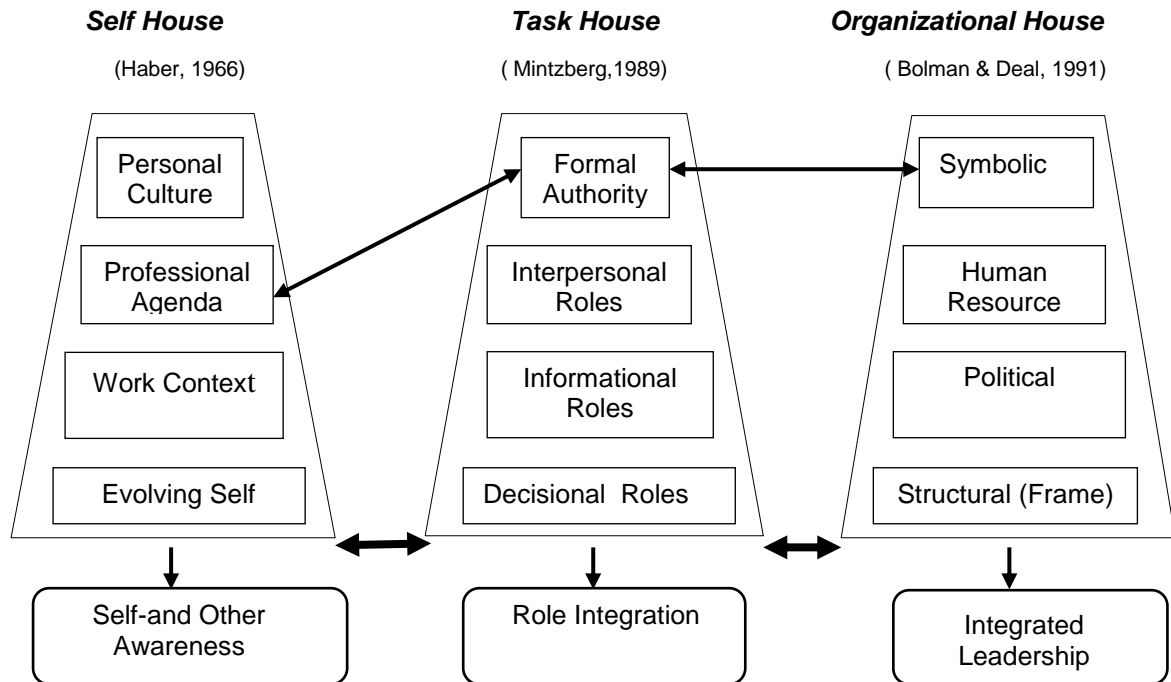 Self House
Task House
Organizational House
(Haber, 1966)
( Mintzberg,1989)
( Bolman & Deal, 1991)
Personal
Culture
Formal
Authority
Symbolic
Professional
Agenda
Interpersonal
Roles
Human
Resource
Work Context
Informational
Roles
Political
Evolving Self
Decisional Roles
Structural (Frame)
Self-and Other
Awareness
Role Integration
Integrated
Leadership